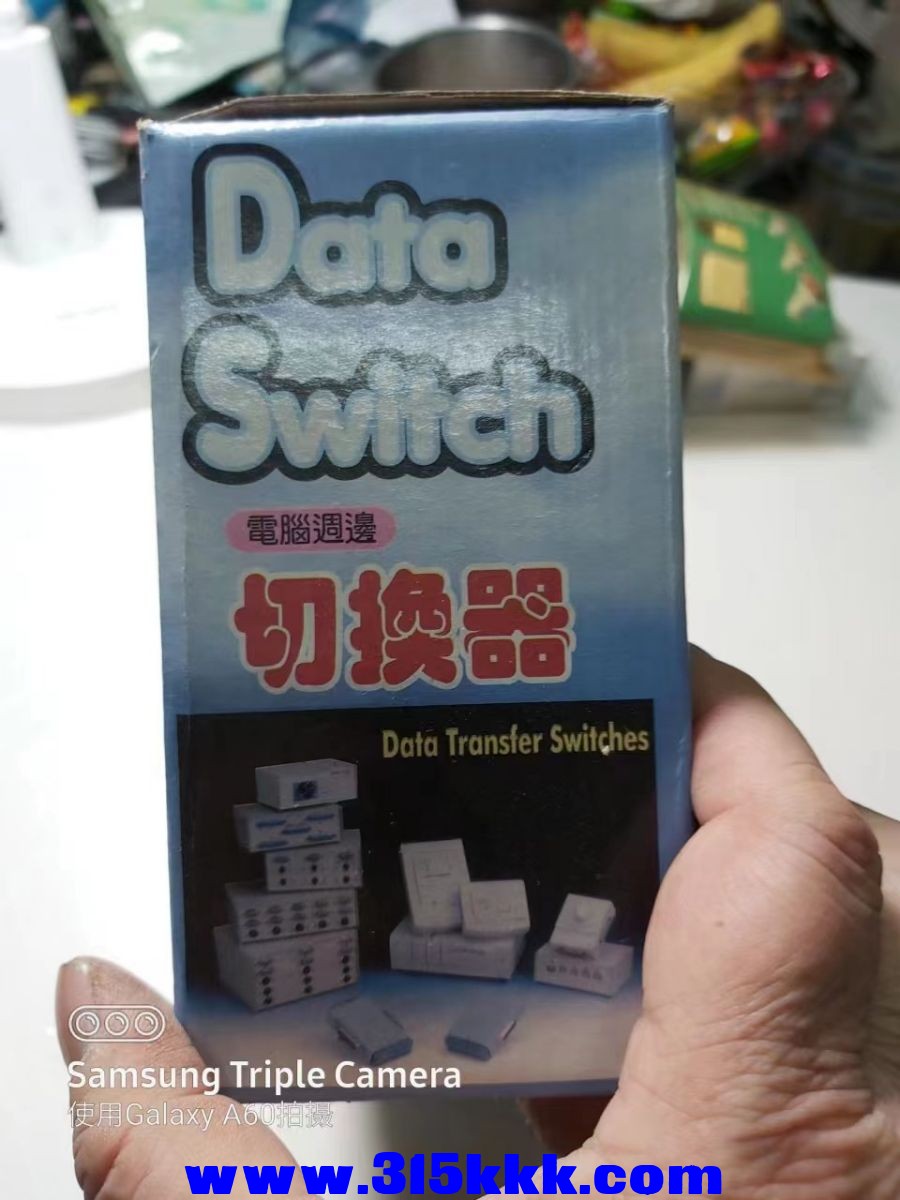 Data
Switch
電腦週邊
切換器
Data Transfer Switches
Samsung Triple Camera
使用Galaxy A60拍摄
www.315kkk.com